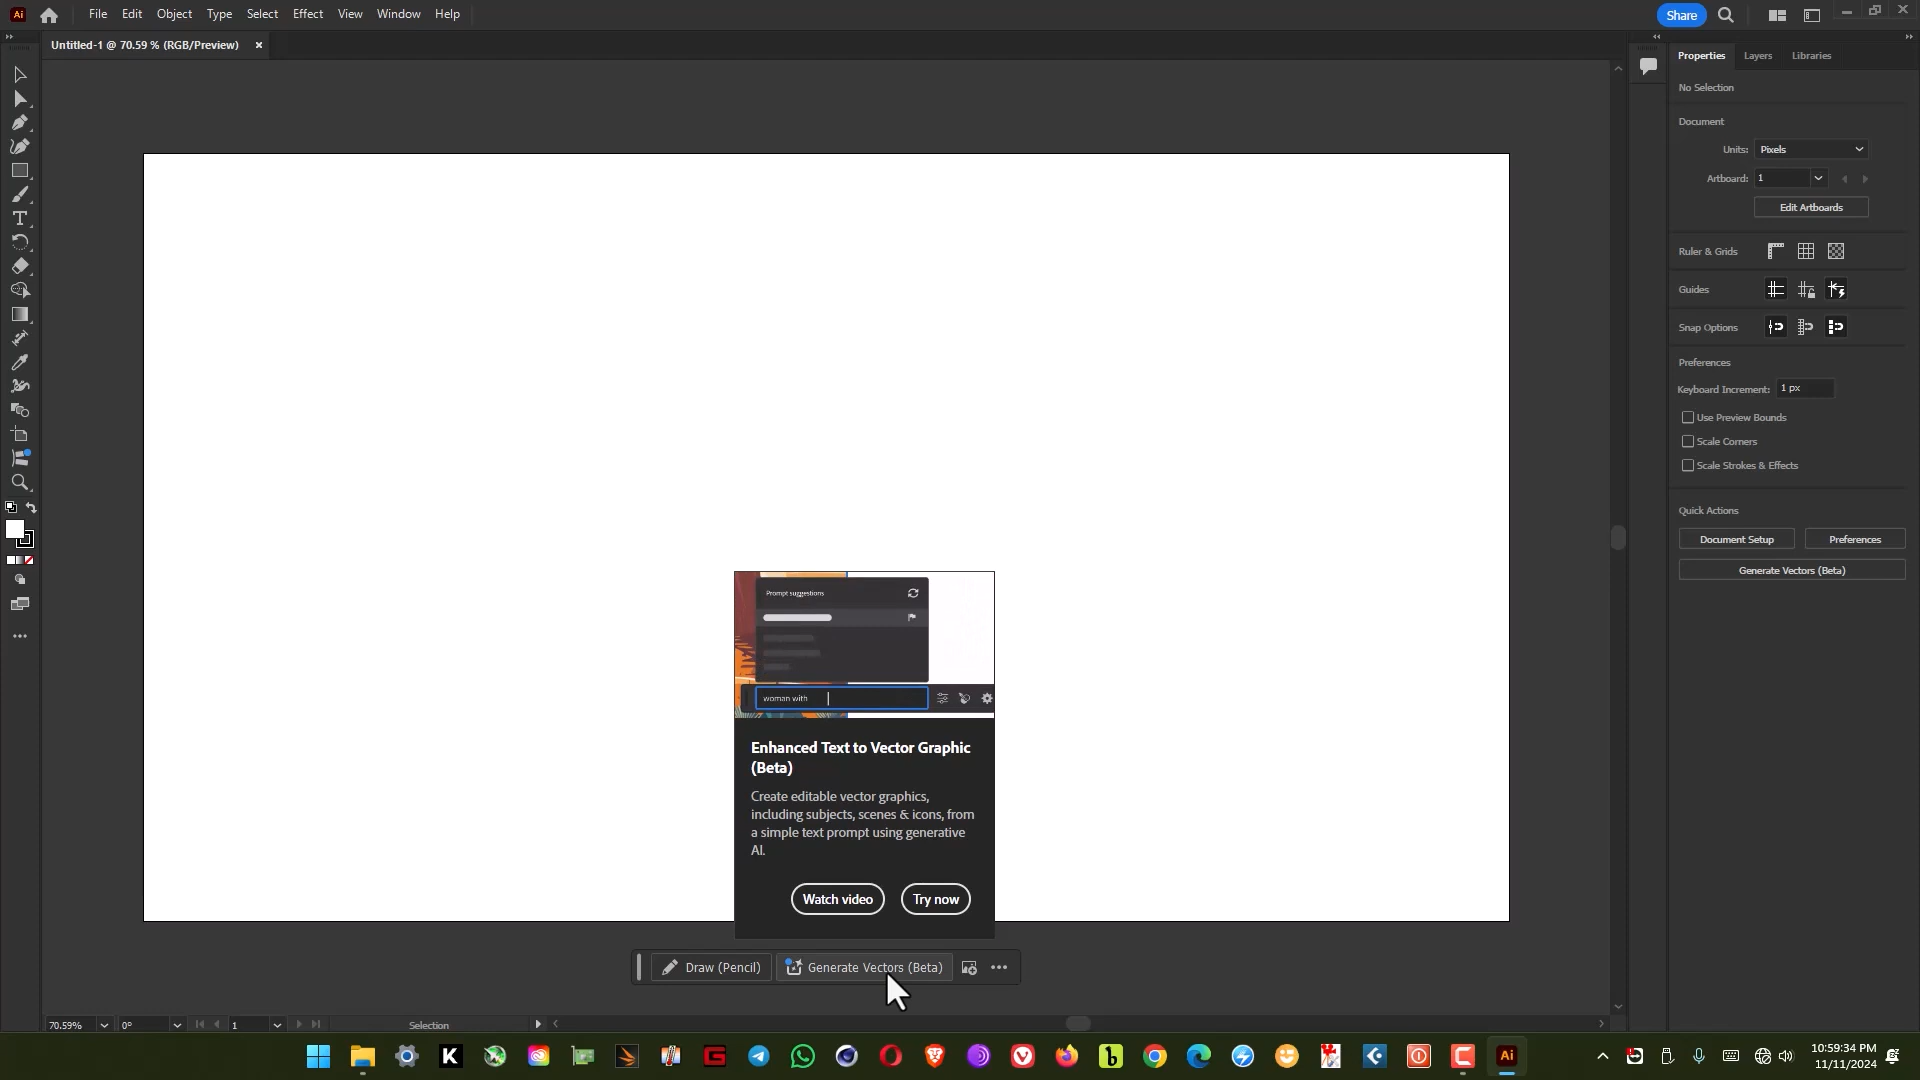 Ai File Edit Object Type Select Effect View Window Help Share
Untitled-1 @ 70.59 % (RGB/Preview)
Properties Layers Libraries
No Selection
Document
Units: Pixels
Artboard: 1
Edit Artboards
Ruler & Grids
Guides
Snap Options
Preferences
Keyboard Increment: 1 px
Use Preview Bounds
Scale Corners
Scale Strokes & Effects
Quick Actions
Document Setup Preferences
Generate Vectors (Beta)
Prompt suggestions
woman with
Enhanced Text to Vector Graphic
(Beta)
Create editable vector graphics,
including subjects, scenes & icons, from
a simple text prompt using generative
AI.
Watch video Try now
Draw (Pencil) Generate Vectors (Beta)
70.59% 0° 1 Selection
K G b Ai
10:59:34 PM
11/11/2024